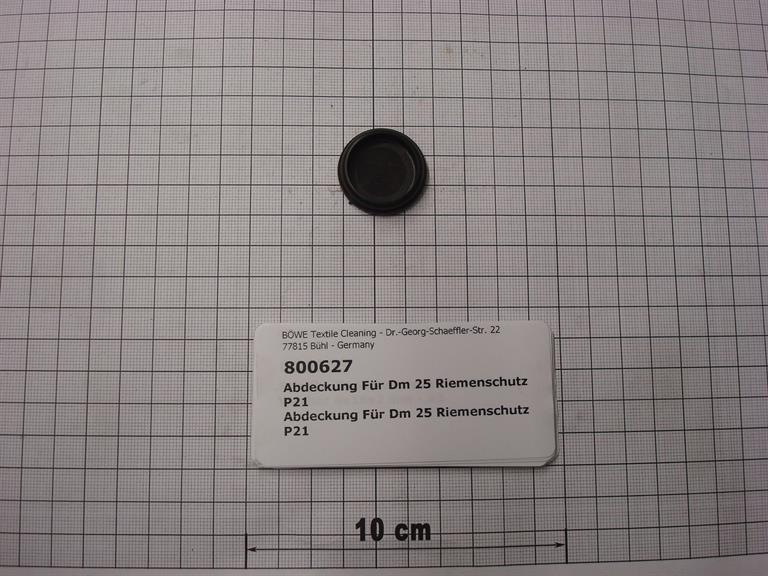 BÖWE Textile Cleaning - Dr.-Georg-Schaeffler-Str. 22
77815 Bühl - Germany
800627
Abdeckung Für Dm 25 Riemenschutz
P21
Abdeckung Für Dm 25 Riemenschutz
P21
10 cm